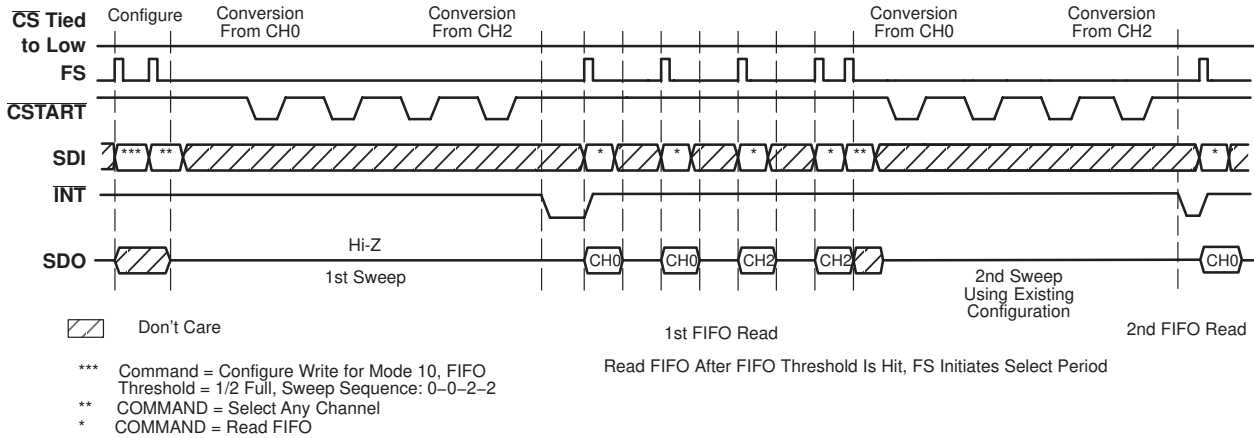 CS Tied
to Low
Configure
Conversion
From CH0
Conversion
From CH2
Conversion
From CH0
Conversion
From CH2
FS
CSTART
SDI
*** ** * * * * ** *
INT
SDO
Hi-Z
1st Sweep
CH0 CH0 CH2 CH2
2nd Sweep
Using Existing
Configuration
CH0
Don't Care
1st FIFO Read
2nd FIFO Read
*** Command = Configure Write for Mode 10, FIFO
Threshold = 1/2 Full, Sweep Sequence: 0–0–2–2
** COMMAND = Select Any Channel
* COMMAND = Read FIFO
Read FIFO After FIFO Threshold Is Hit, FS Initiates Select Period